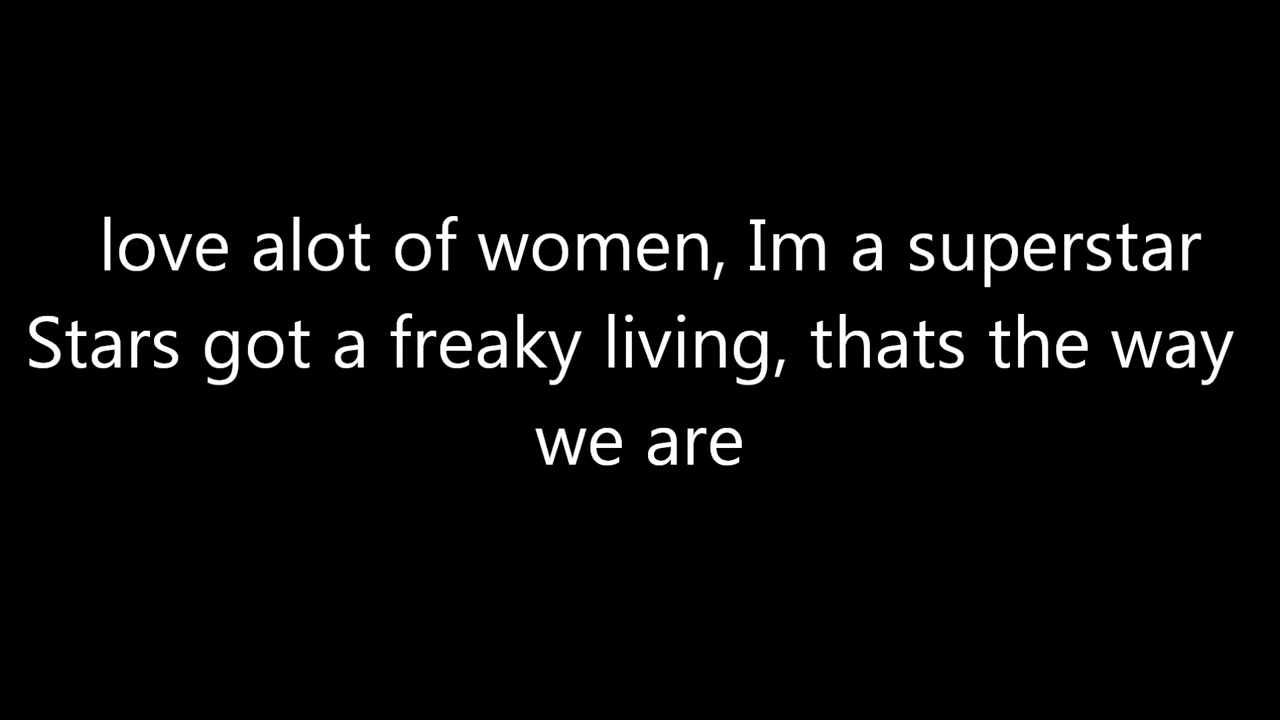 love alot of women, Im a superstar
Stars got a freaky living, thats the way
we are